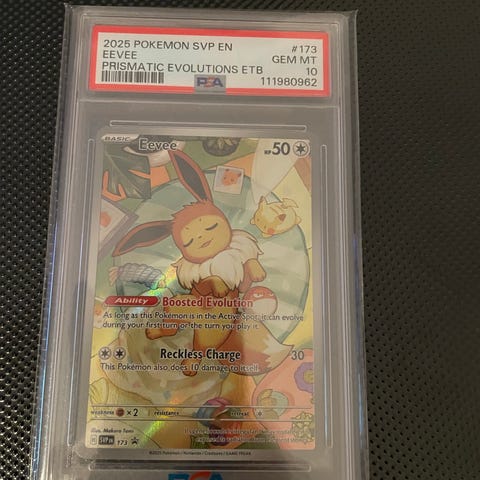 2025 POKEMON SVP EN #173
EEVEE GEM MT
PRISMATIC EVOLUTIONS ETB 10
PSA 111980962
BASIC Eevee HP 50
Ability Boosted Evolution
As long as this Pokémon is in the Active Spot, it can evolve
during your first turn or the turn you play it.
Reckless Charge 30
This Pokémon also does 10 damage to itself.
weakness ×2 resistance retreat
Illus.
SVP EN 173
©2025 Pokémon / Nintendo / Creatures / GAME FREAK